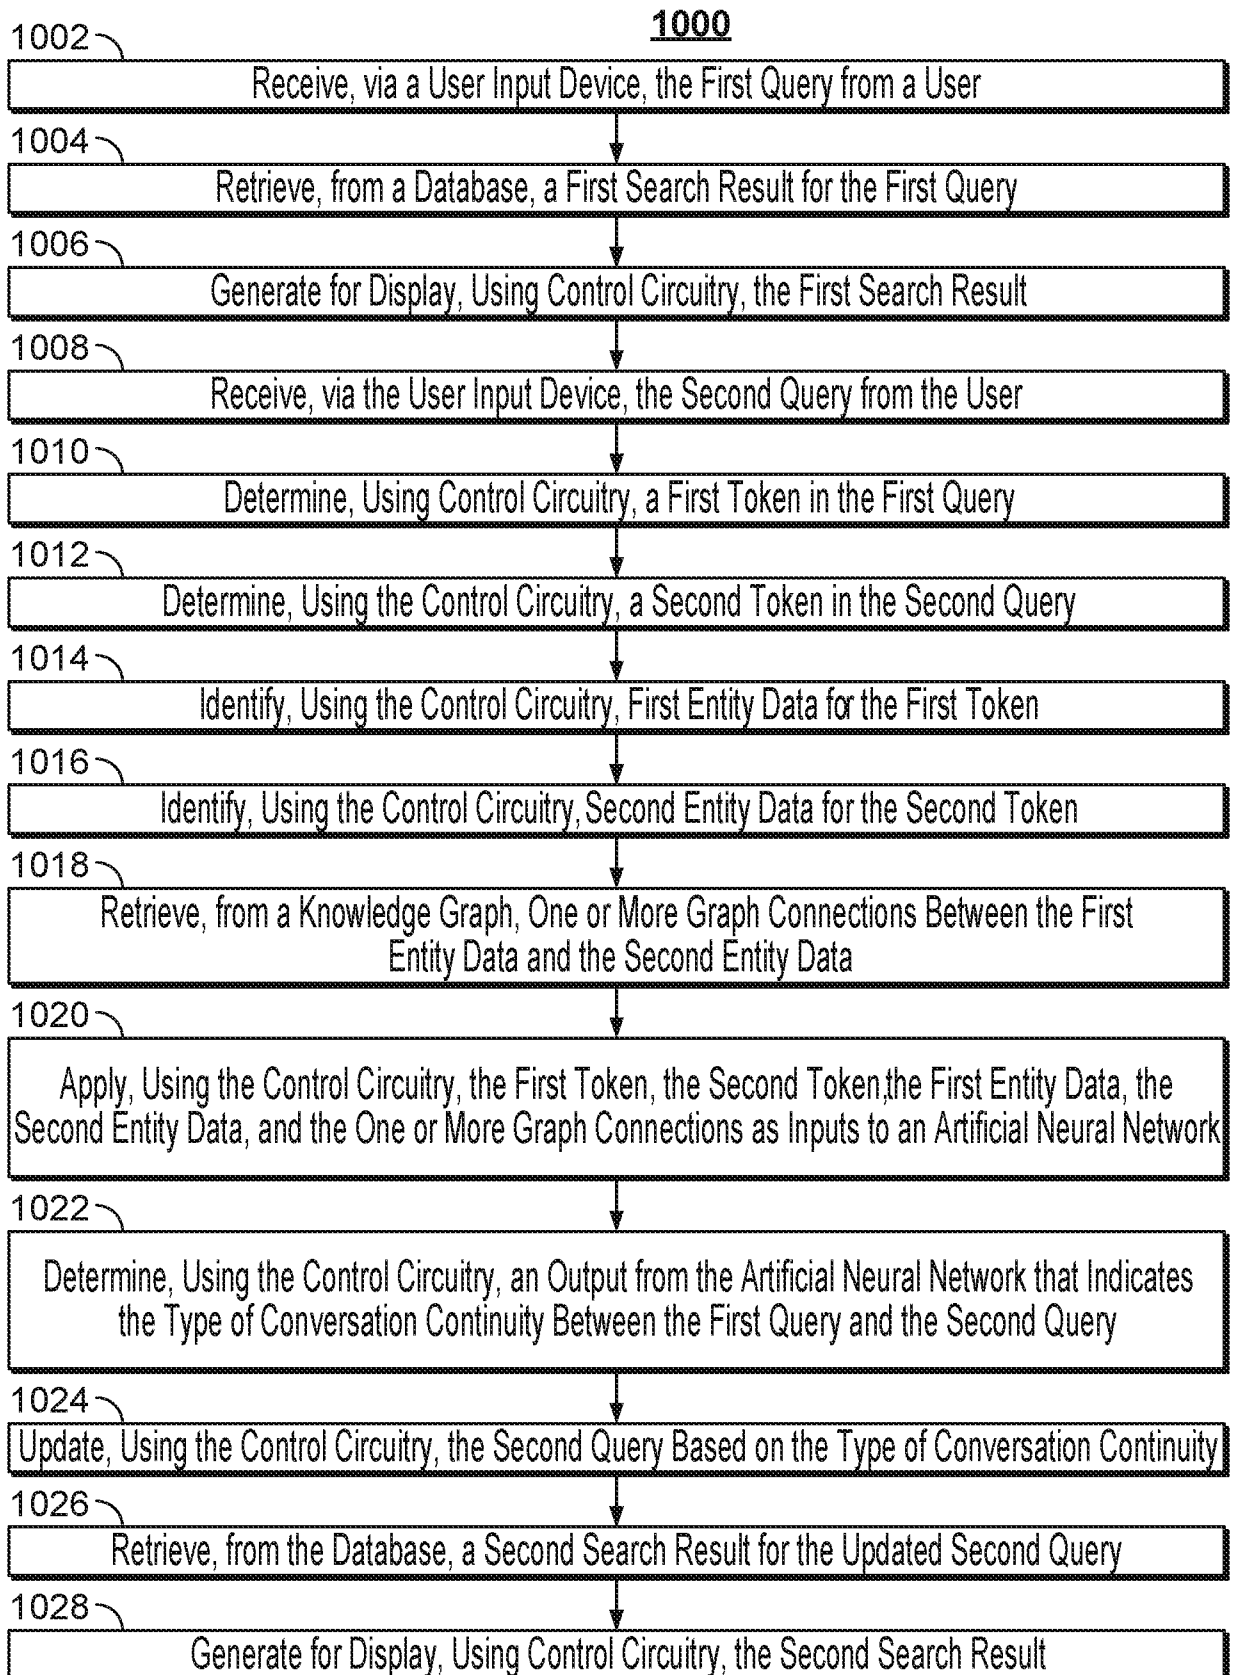 1000
1002
Receive, via a User Input Device, the First Query from a User
1004
Retrieve, from a Database, a First Search Result for the First Query
1006
Generate for Display, Using Control Circuitry, the First Search Result
1008
Receive, via the User Input Device, the Second Query from the User
1010
Determine, Using Control Circuitry, a First Token in the First Query
1012
Determine, Using the Control Circuitry, a Second Token in the Second Query
1014
Identify, Using the Control Circuitry, First Entity Data for the First Token
1016
Identify, Using the Control Circuitry, Second Entity Data for the Second Token
1018
Retrieve, from a Knowledge Graph, One or More Graph Connections Between the First
Entity Data and the Second Entity Data
1020
Apply, Using the Control Circuitry, the First Token, the Second Token,the First Entity Data, the
Second Entity Data, and the One or More Graph Connections as Inputs to an Artificial Neural Network
1022
Determine, Using the Control Circuitry, an Output from the Artificial Neural Network that Indicates
the Type of Conversation Continuity Between the First Query and the Second Query
1024
Update, Using the Control Circuitry, the Second Query Based on the Type of Conversation Continuity
1026
Retrieve, from the Database, a Second Search Result for the Updated Second Query
1028
Generate for Display, Using Control Circuitry, the Second Search Result